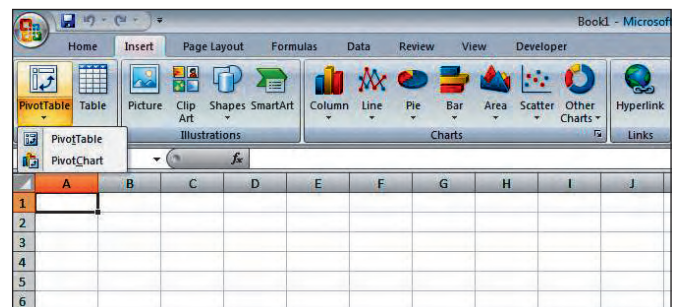 Book1 - Microsoft
Home Insert Page Layout Formulas Data Review View Developer
PivotTable Table Picture Clip Art Shapes SmartArt Column Line Pie Bar Area Scatter Other Charts Hyperlink
Illustrations Charts Links
PivotTable
PivotChart
fx
A B C D E F G H I J
1
2
3
4
5
6